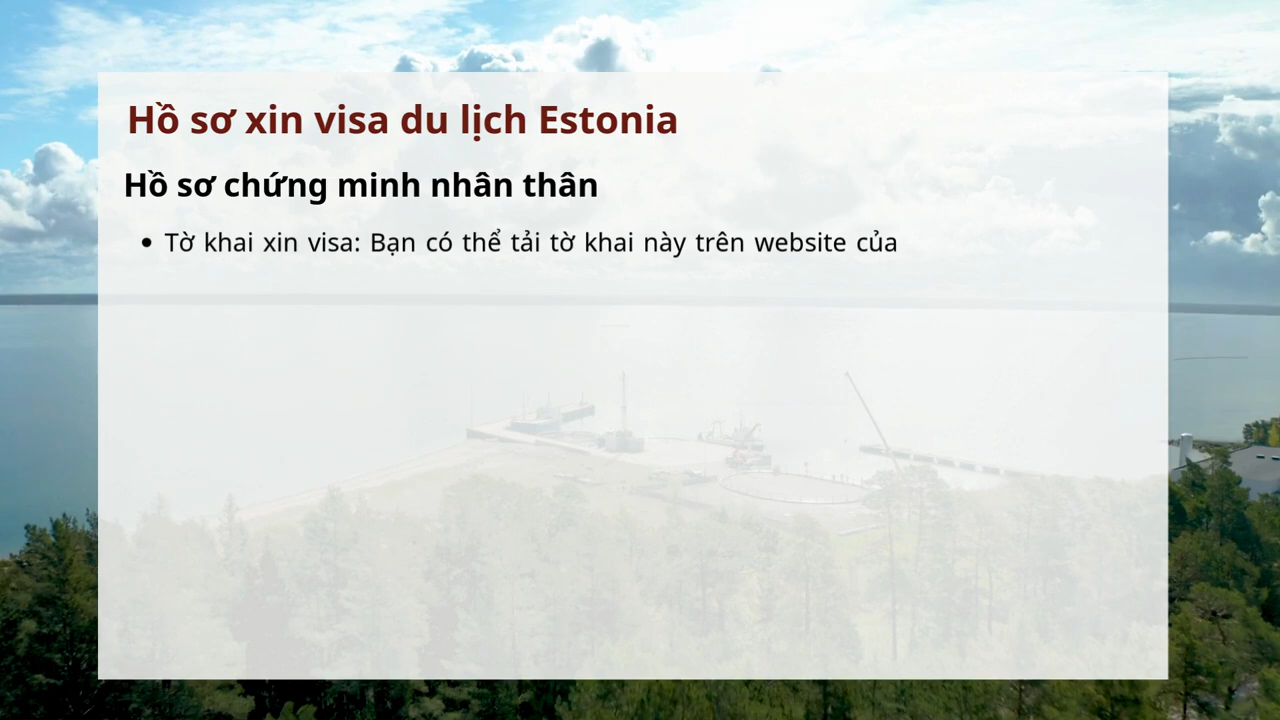 Hồ sơ xin visa du lịch Estonia
Hồ sơ chứng minh nhân thân
• Tờ khai xin visa: Bạn có thể tải tờ khai này trên website của